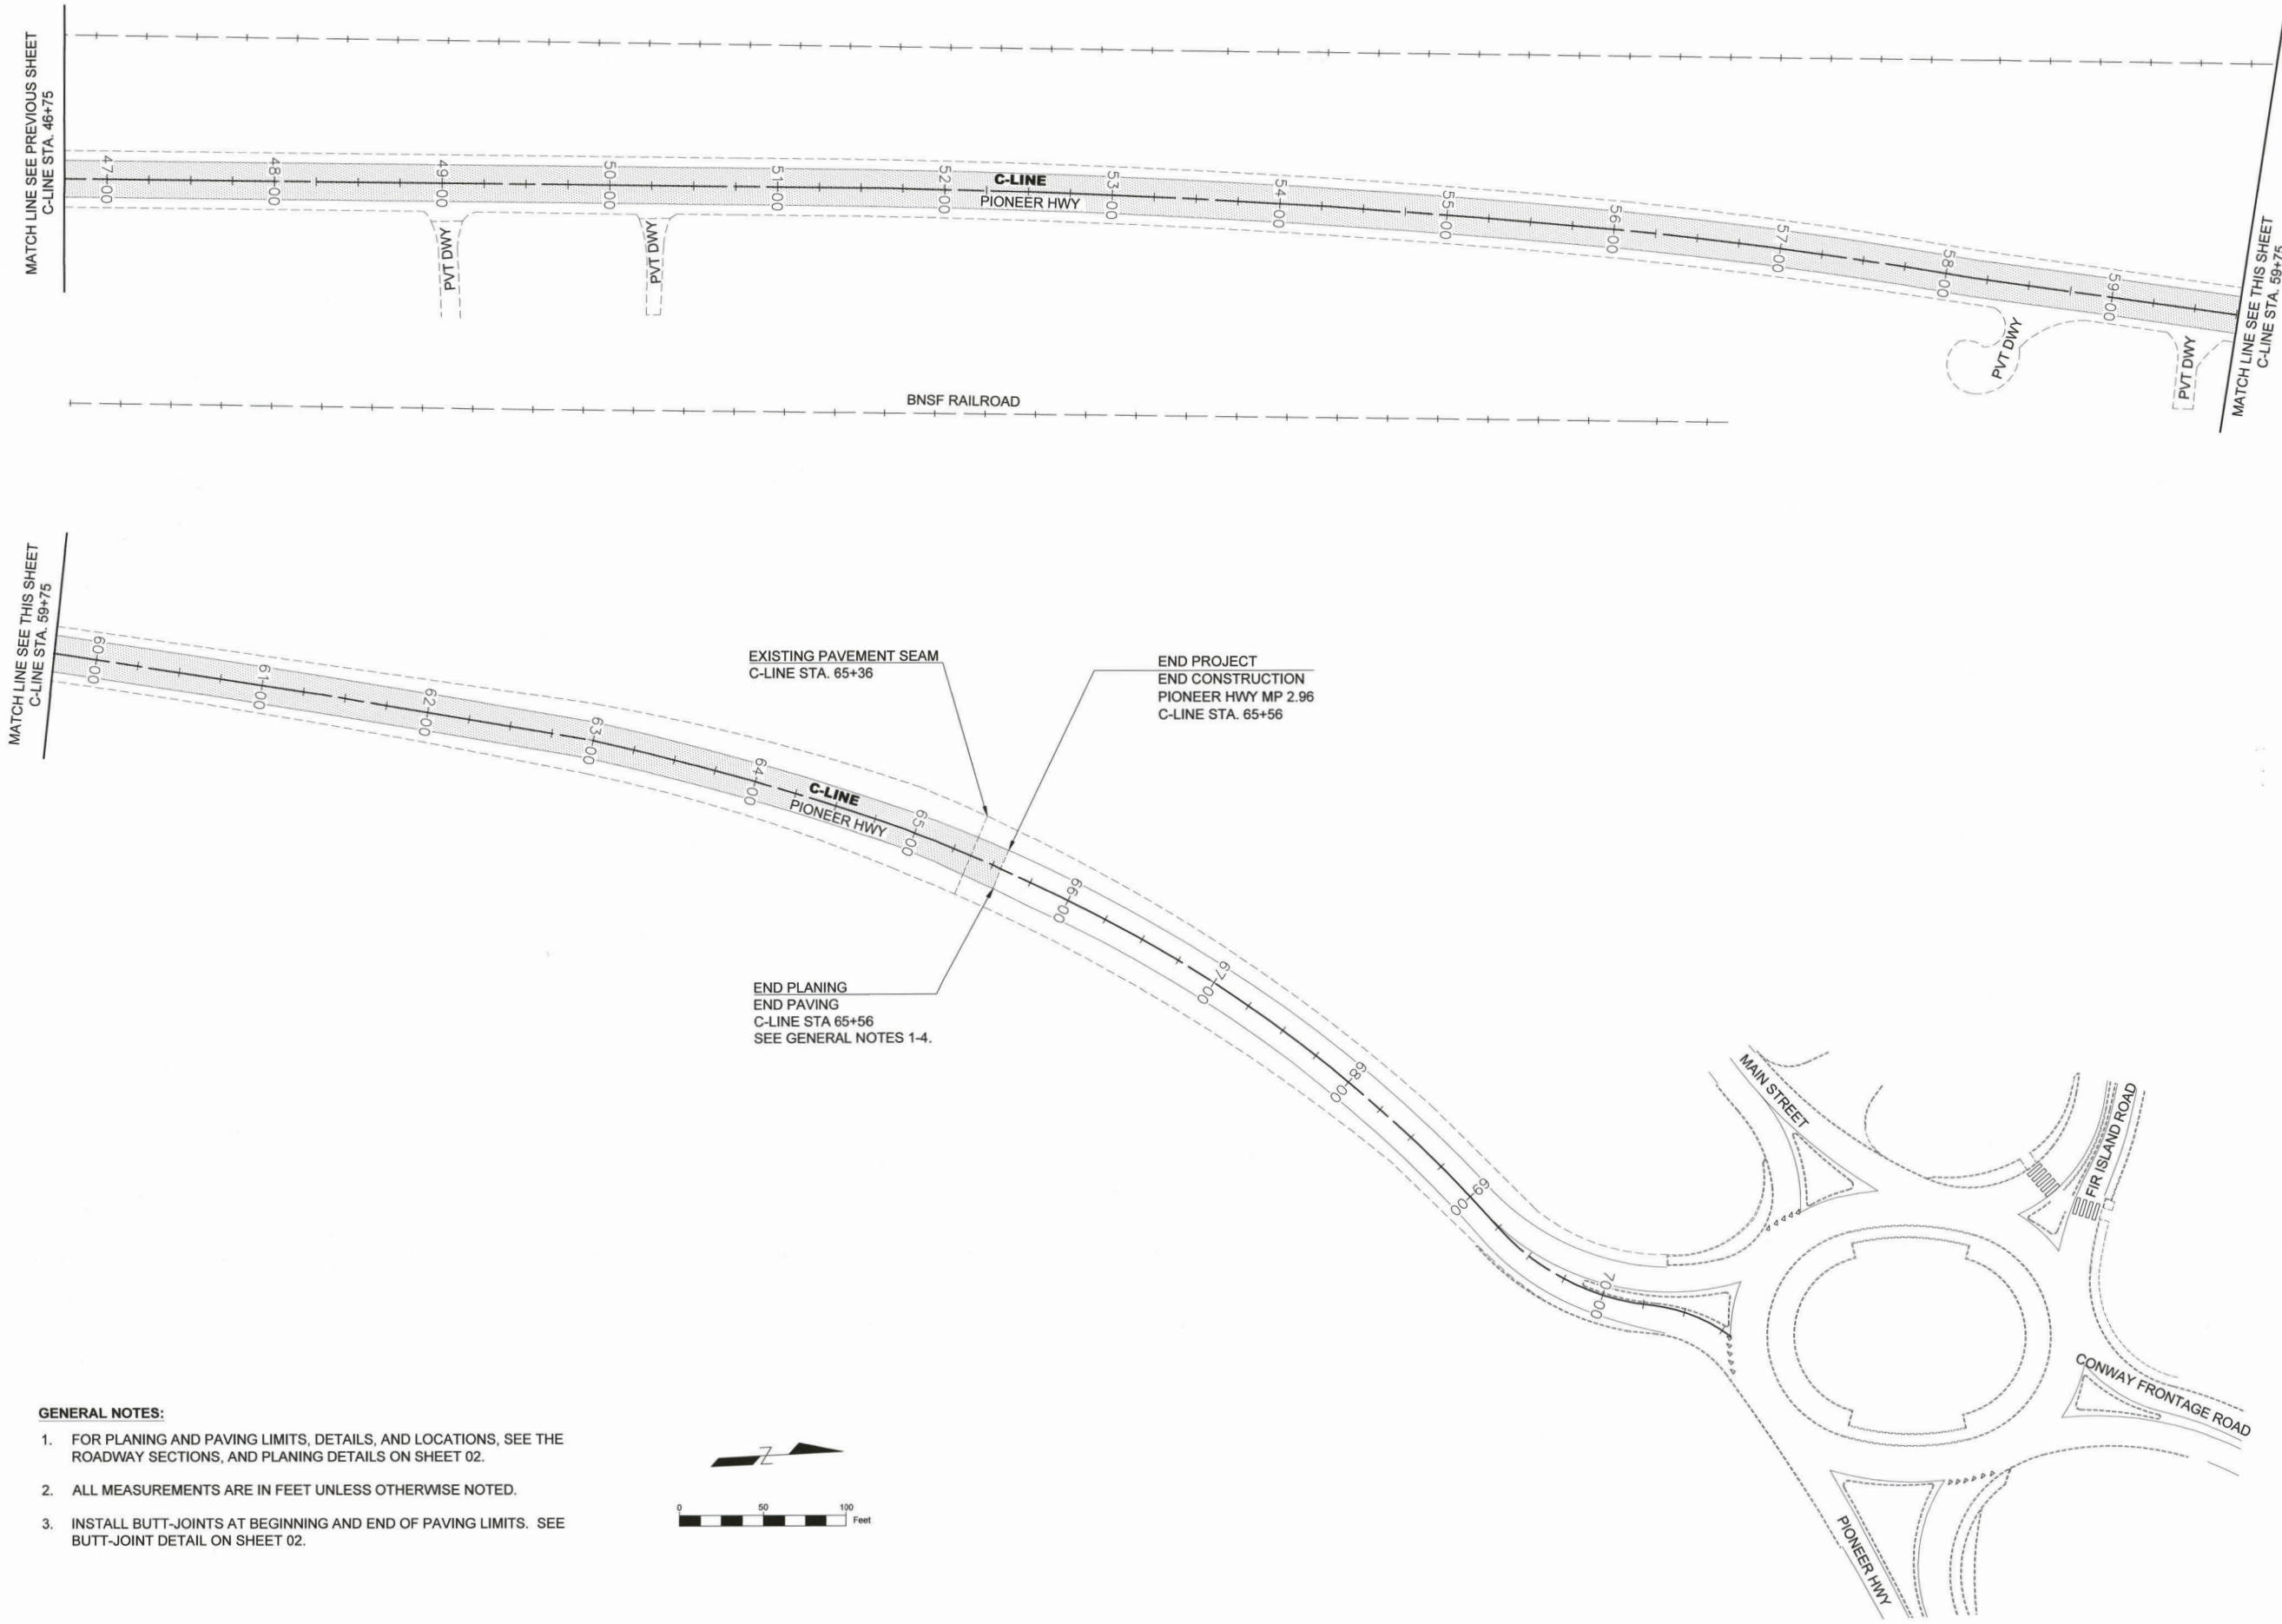 MATCH LINE SEE PREVIOUS SHEET
C-LINE STA. 46+75
47+00
48+00
49+00
50+00
51+00
52+00
53+00
54+00
55+00
56+00
57+00
58+00
59+00
C-LINE
PIONEER HWY
PVT DWY
PVT DWY
PVT DWY
PVT DWY
MATCH LINE SEE THIS SHEET
C-LINE STA. 59+75
BNSF RAILROAD
MATCH LINE SEE THIS SHEET
C-LINE STA. 59+75
60+00
61+00
62+00
63+00
64+00
C-LINE
PIONEER HWY
65+00
EXISTING PAVEMENT SEAM
C-LINE STA. 65+36
END PROJECT
END CONSTRUCTION
PIONEER HWY MP 2.96
C-LINE STA. 65+56
END PLANING
END PAVING
C-LINE STA 65+56
SEE GENERAL NOTES 1-4.
66+00
67+00
68+00
69+00
70+00
MAIN STREET
FIR ISLAND ROAD
CONWAY FRONTAGE ROAD
PIONEER HWY
GENERAL NOTES:
1. FOR PLANING AND PAVING LIMITS, DETAILS, AND LOCATIONS, SEE THE
ROADWAY SECTIONS, AND PLANING DETAILS ON SHEET 02.
2. ALL MEASUREMENTS ARE IN FEET UNLESS OTHERWISE NOTED.
3. INSTALL BUTT-JOINTS AT BEGINNING AND END OF PAVING LIMITS. SEE
BUTT-JOINT DETAIL ON SHEET 02.
Z
0 50 100
Feet